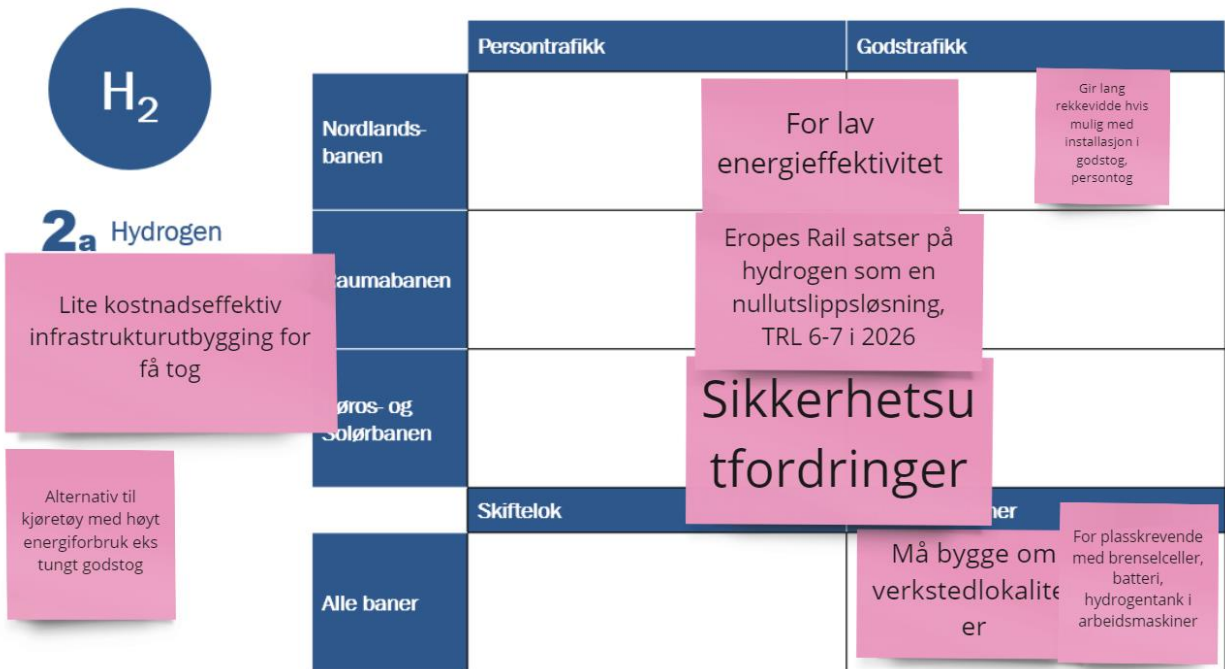 H₂
2a Hydrogen
Persontrafikk
Godstrafikk
Nordlands-
banen
For lav
energieffektivitet
Gir lang
rekkevidde hvis
mulig med
installasjon i
godstog,
persontog
Lite kostnadseffektiv
infrastrukturutbygging for
få tog
aumabanen
Eropes Rail satser på
hydrogen som en
nullutslippsløsning,
TRL 6-7 i 2026
øros- og
Solørbanen
Sikkerhetsu
tfordringer
Alternativ til
kjøretøy med høyt
energiforbruk eks
tungt godstog
Skiftelok
ner
Alle baner
Må bygge om
verkstedlokalite
er
For plasskrevende
med brenselceller,
batteri,
hydrogentank i
arbeidsmaskiner